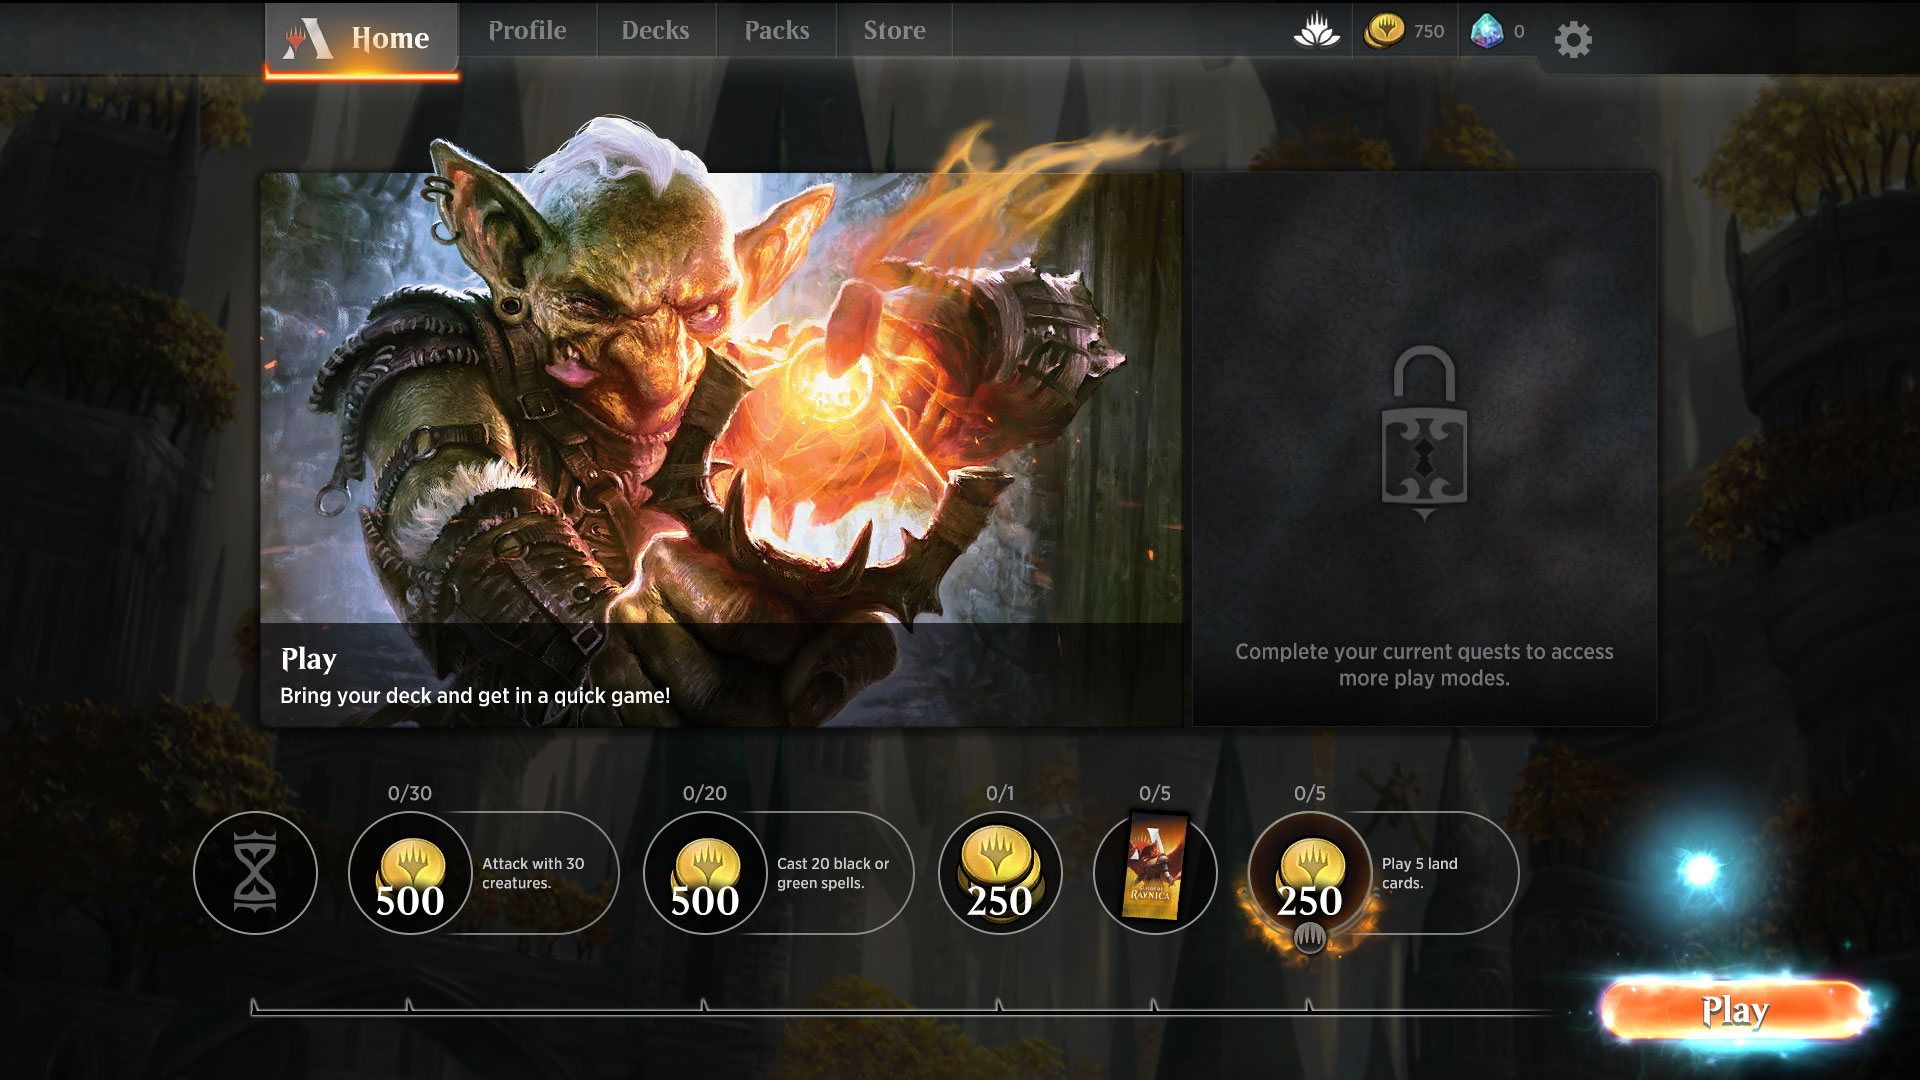 Home
Profile
Decks
Packs
Store
750
0
Play
Bring your deck and get in a quick game!
Complete your current quests to access
more play modes.
0/30
500
Attack with 30
creatures.
0/20
500
Cast 20 black or
green spells.
0/1
250
0/5
GUILDS OF
RAVNICA
0/5
250
Play 5 land
cards.
Play